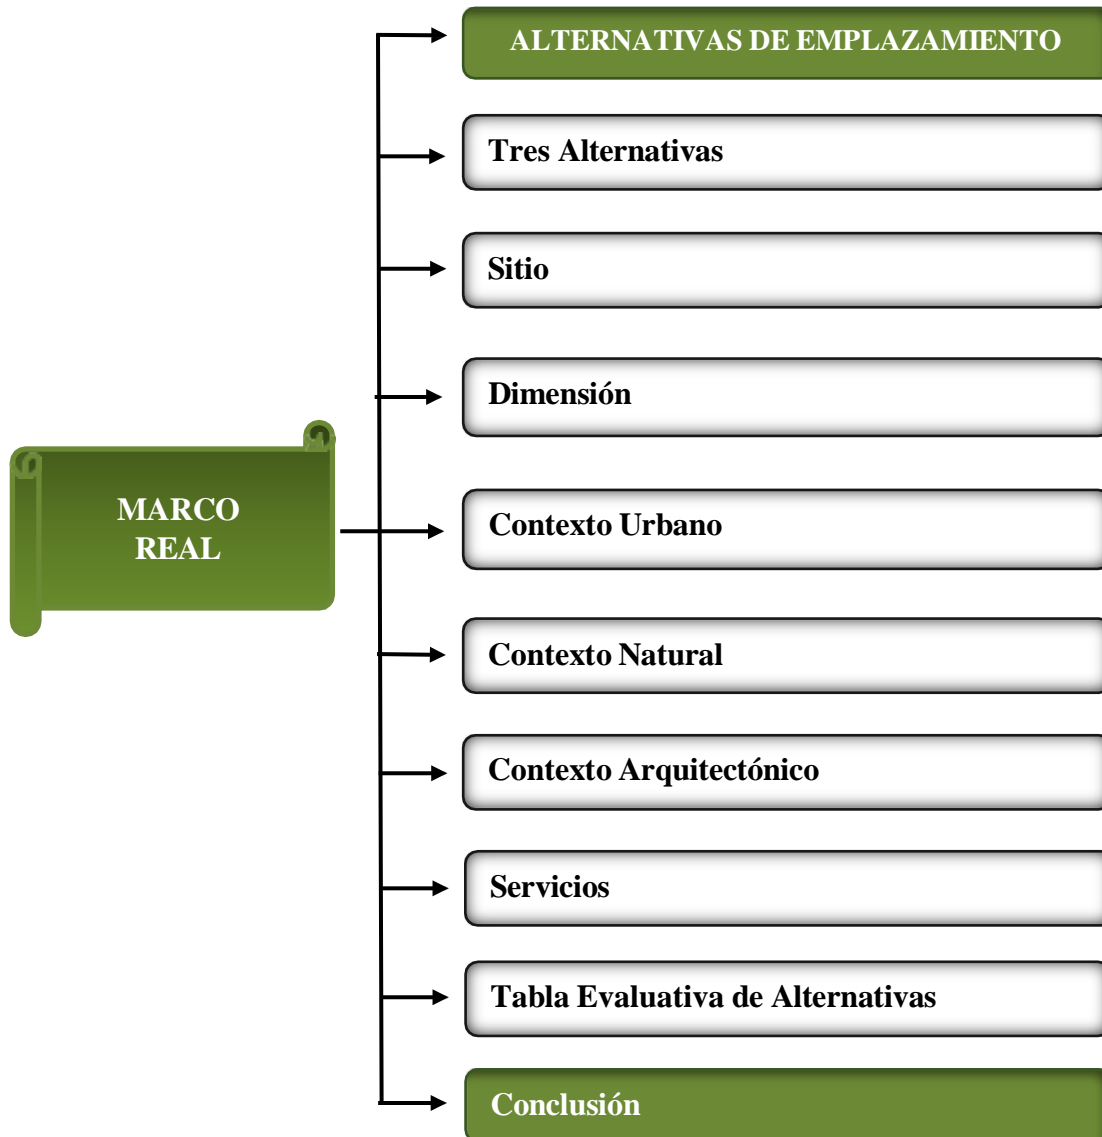 ALTERNATIVAS DE EMPLAZAMIENTO
Tres Alternativas
Sitio
Dimensión
MARCO
REAL
Contexto Urbano
Contexto Natural
Contexto Arquitectónico
Servicios
Tabla Evaluativa de Alternativas
Conclusión